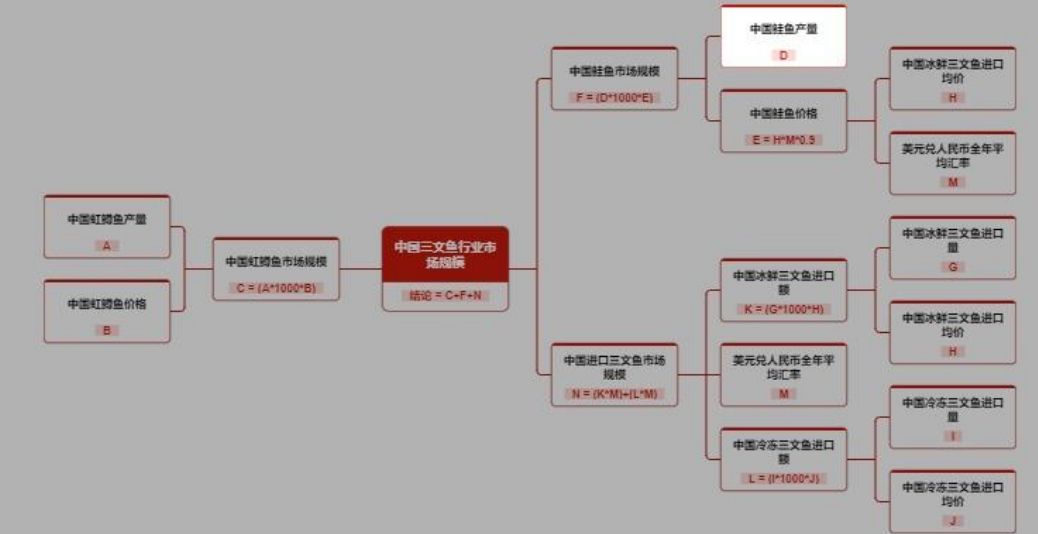 中国虹鳟鱼产量
A
中国虹鳟鱼价格
B
中国虹鳟鱼市场规模
C = (A*1000*B)
中国三文鱼行业市
场规模
结论 = C+F+N
中国鲑鱼市场规模
F = (D*1000*E)
中国鲑鱼产量
D
中国鲑鱼价格
E = H*M*0.9
中国冰鲜三文鱼进口
均价
H
美元兑人民币全年平
均汇率
M
中国进口三文鱼市场
规模
N = (K*M)+(L*M)
中国冰鲜三文鱼进口
额
K = (G*1000*H)
中国冰鲜三文鱼进口
量
G
中国冰鲜三文鱼进口
均价
H
美元兑人民币全年平
均汇率
M
中国冷冻三文鱼进口
额
L = (I*1000*J)
中国冷冻三文鱼进口
量
I
中国冷冻三文鱼进口
均价
J